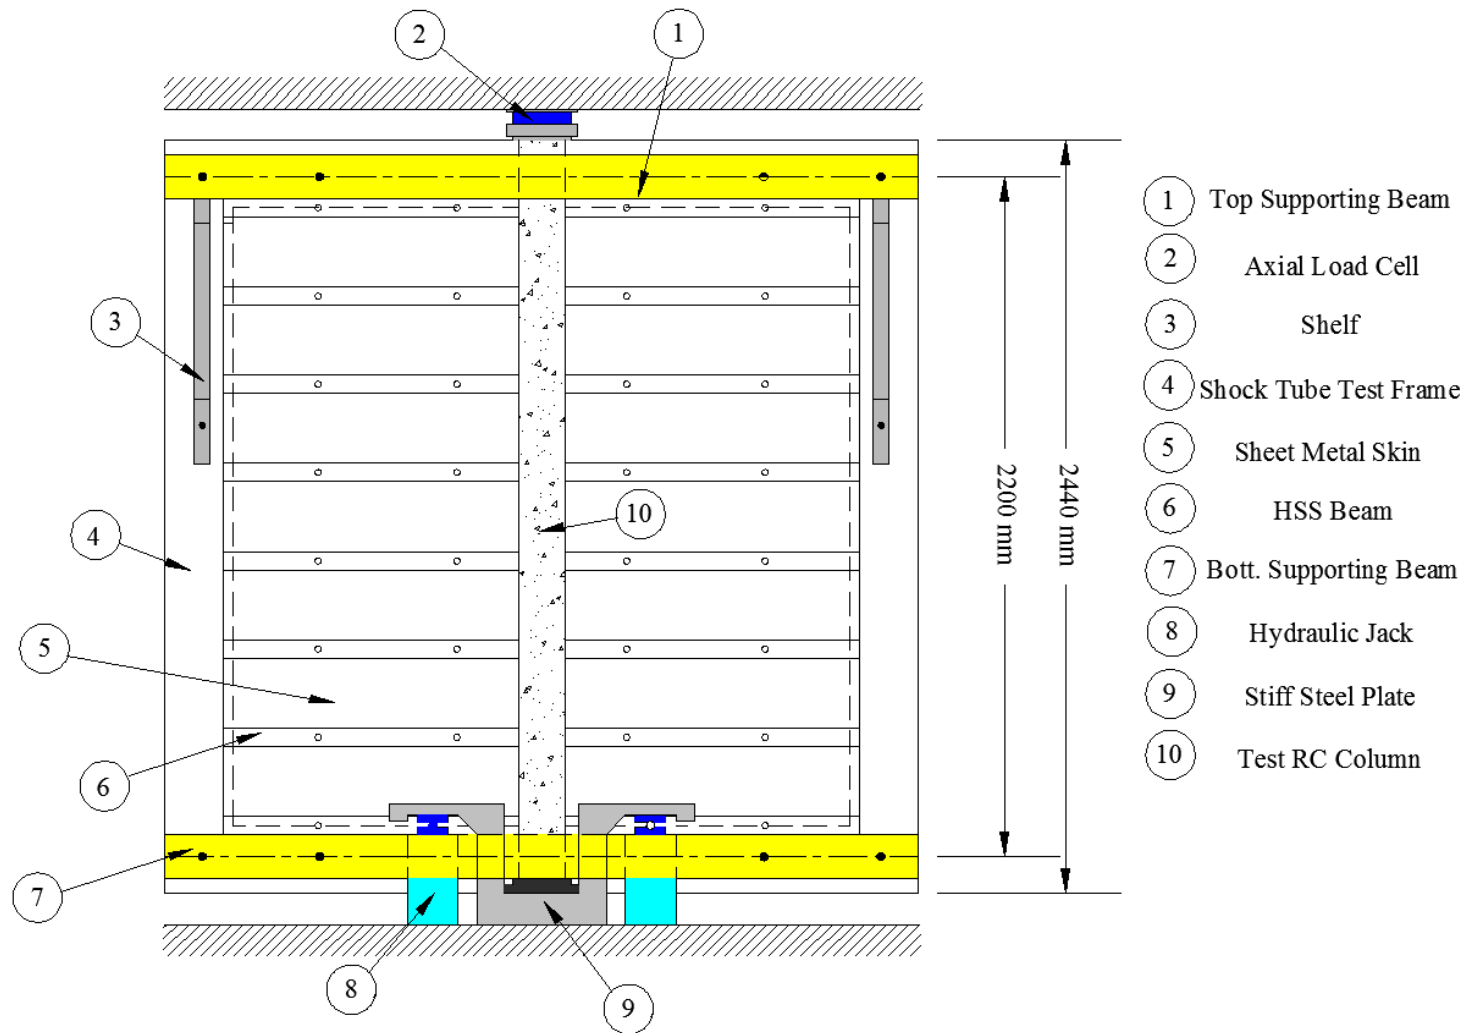 2
1
1 Top Supporting Beam
2 Axial Load Cell
3
3 Shelf
4 Shock Tube Test Frame
5 Sheet Metal Skin
2200 mm
2440 mm
10
4
6 HSS Beam
7 Bott. Supporting Beam
5
8 Hydraulic Jack
9 Stiff Steel Plate
6
10 Test RC Column
7
8
9